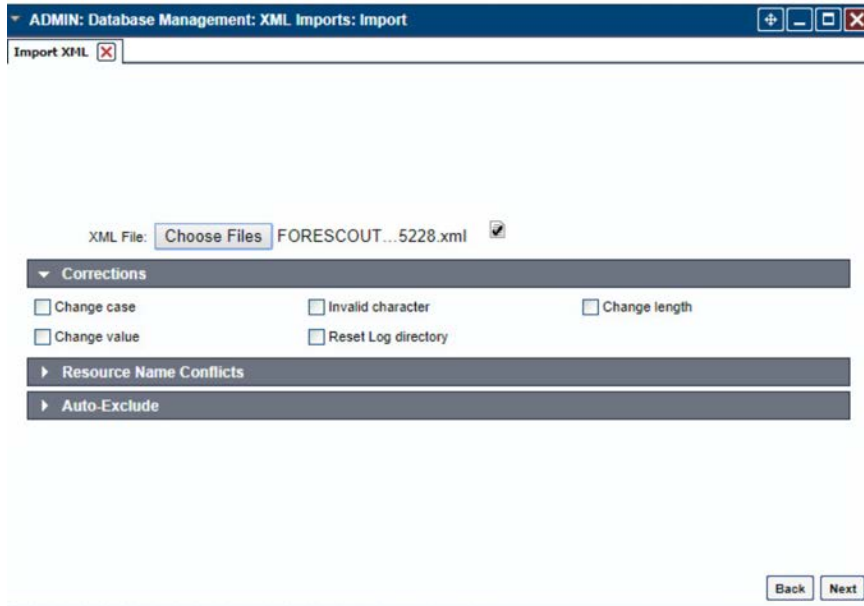 ADMIN: Database Management: XML Imports: Import
Import XML
XML File: Choose Files FORESCOUT...5228.xml
Corrections
Change case Invalid character Change length
Change value Reset Log directory
Resource Name Conflicts
Auto-Exclude
Back Next